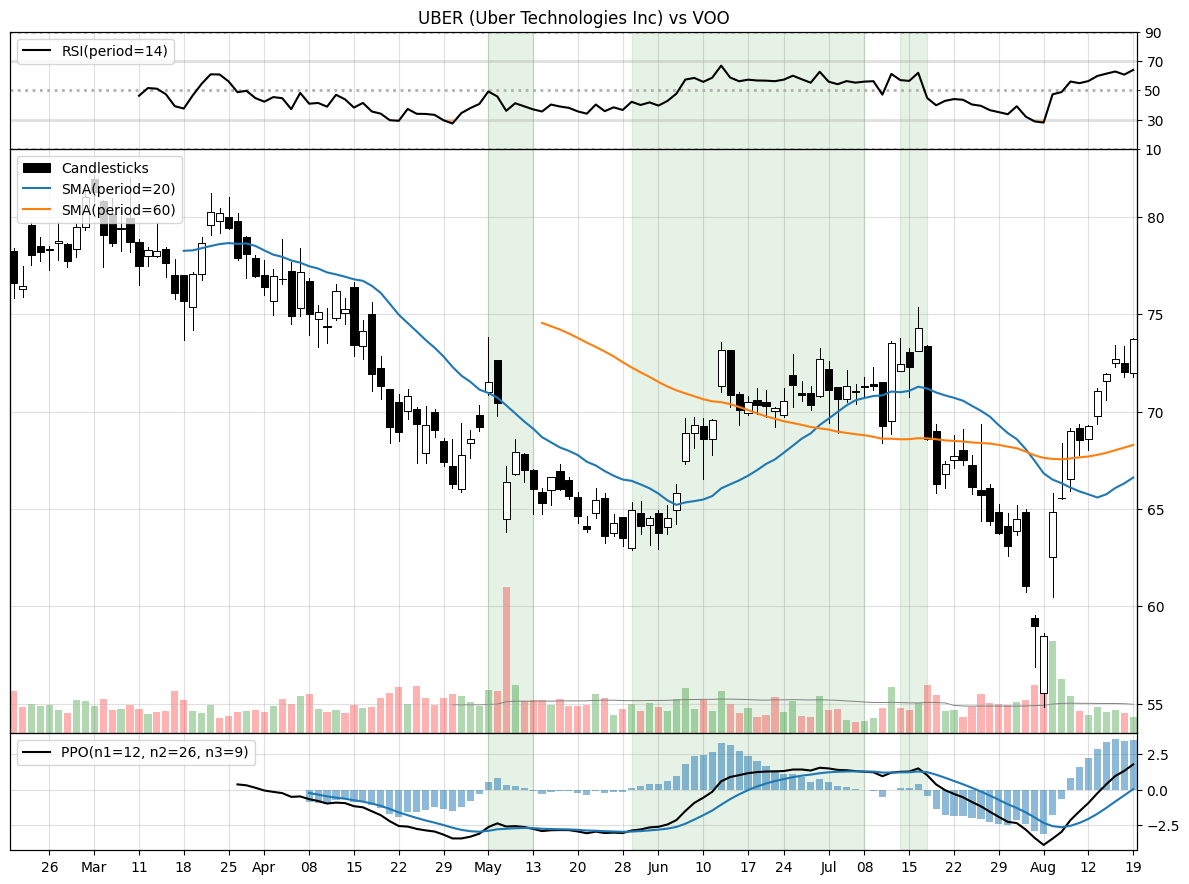 UBER (Uber Technologies Inc) vs VOO
RSI(period=14)
90
70
50
30
10
Candlesticks
SMA(period=20)
SMA(period=60)
80
75
70
65
60
55
PPO(n1=12, n2=26, n3=9)
2.5
0.0
−2.5
26 Mar 11 18 25 Apr 08 15 22 29 May 13 20 28 Jun 10 17 24 Jul 08 15 22 29 Aug 12 19